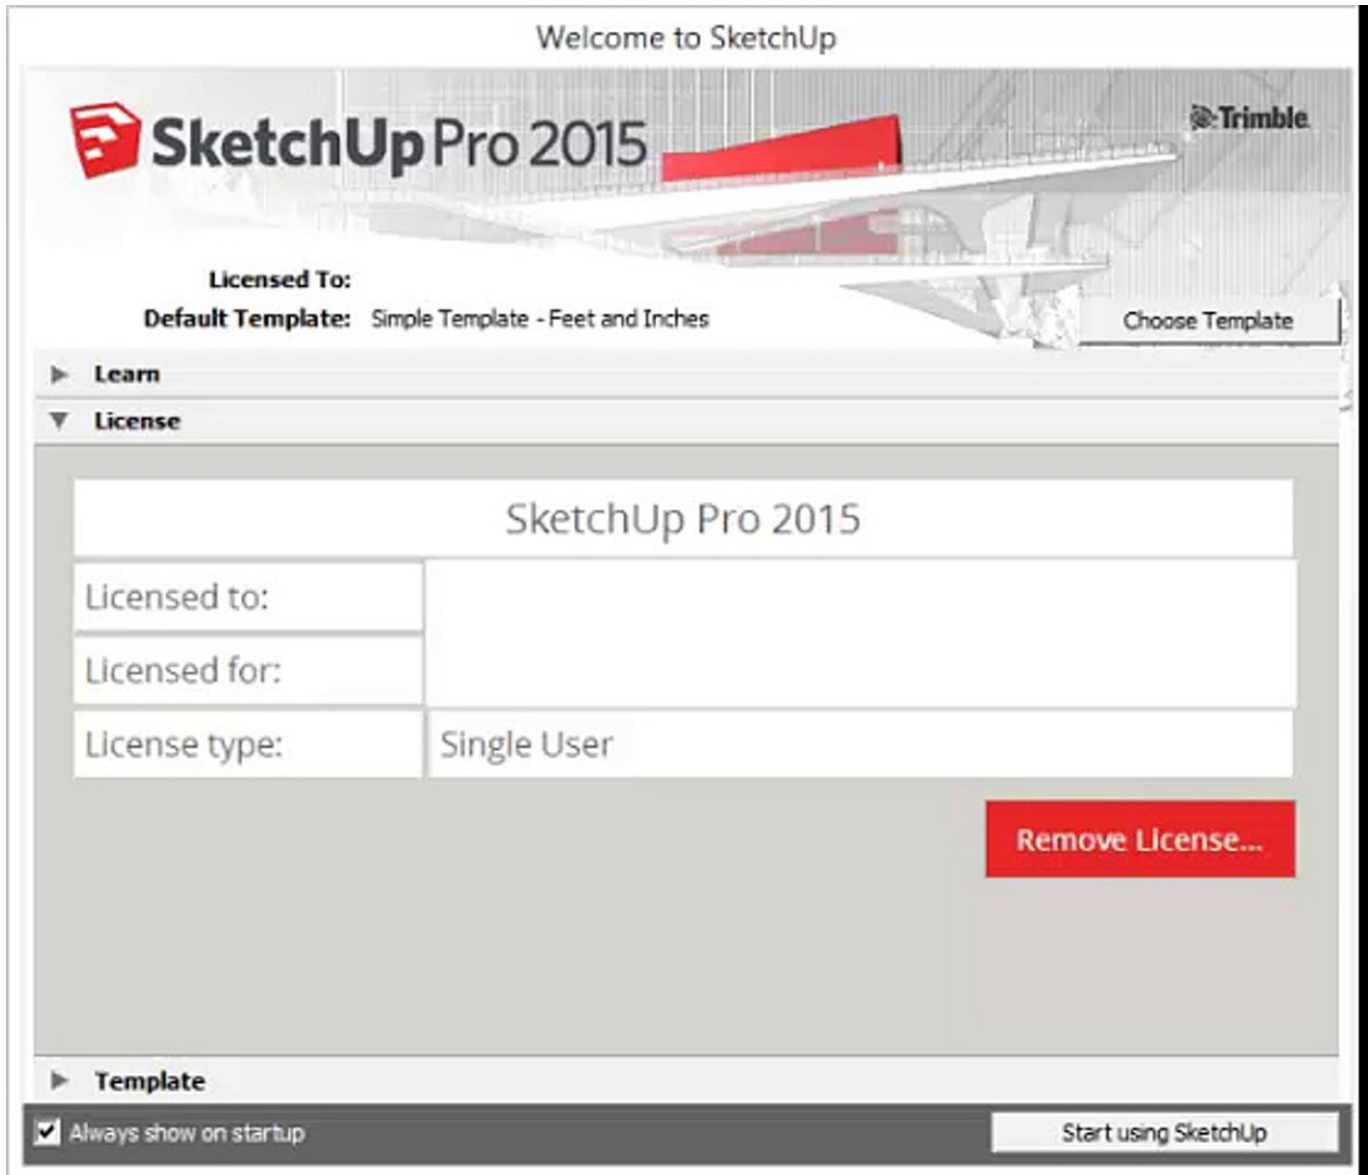 Welcome to SketchUp
SketchUp Pro 2015
Trimble
Licensed To:
Default Template: Simple Template - Feet and Inches
Choose Template
Learn
License
SketchUp Pro 2015
Licensed to:
Licensed for:
License type: Single User
Remove License...
Template
Always show on startup
Start using SketchUp